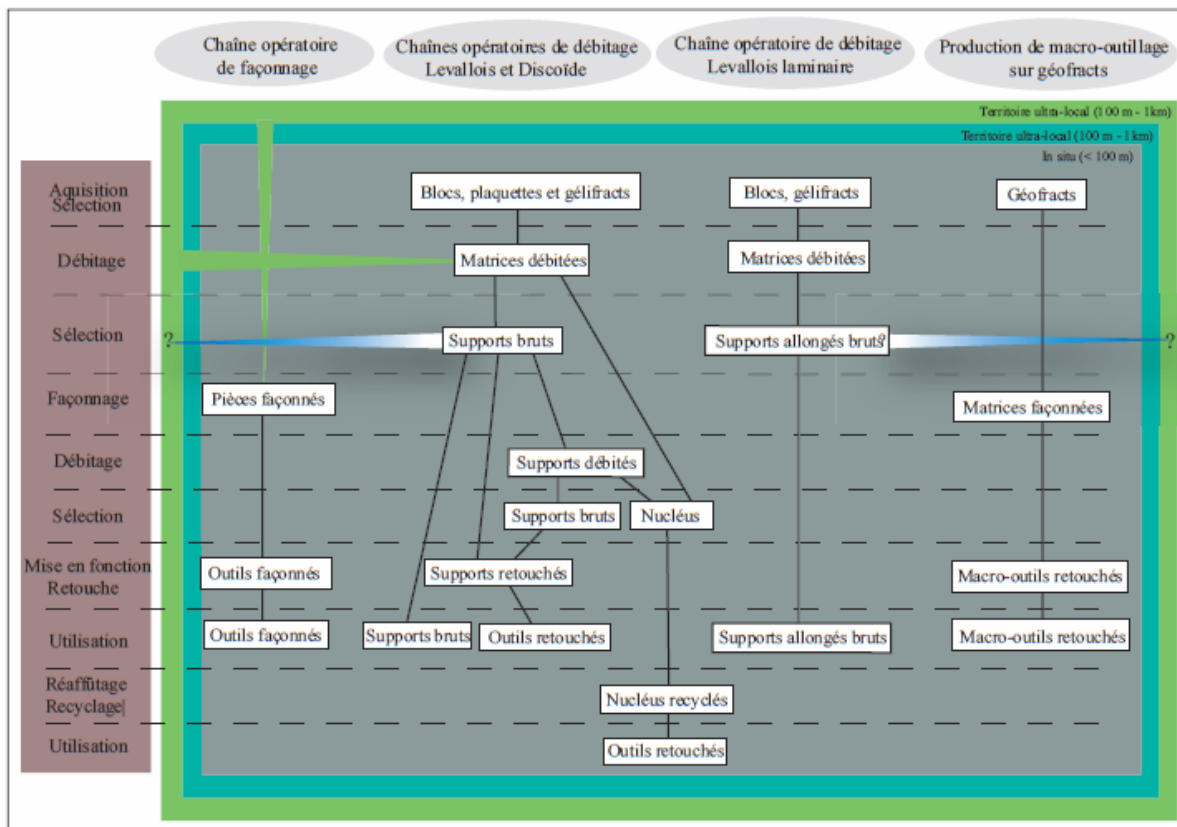 Chaîne opératoire
de façonnage
Chaînes opératoires de débitage
Levallois et Discoïde
Chaîne opératoire de débitage
Levallois laminaire
Production de macro-outillage
sur géofracts
Territoire ultra-local (100 m - 1km)
Territoire ultra-local (100 m - 1km)
In situ (< 100 m)
Aquisition
Sélection
Blocs, plaquettes et gélifracts
Blocs, gélifracts
Géofracts
Débitage
Matrices débitées
Matrices débitées
Sélection
?
Supports bruts
Supports allongés bruts?
?
Façonnage
Pièces façonnés
Matrices façonnées
Débitage
Supports débités
Sélection
Supports bruts
Nucléus
Mise en fonction
Retouche
Outils façonnés
Supports retouchés
Macro-outils retouchés
Utilisation
Outils façonnés
Supports bruts
Outils retouchés
Supports allongés bruts
Macro-outils retouchés
Réaffûtage
Recyclage|
Nucléus recyclés
Utilisation
Outils retouchés